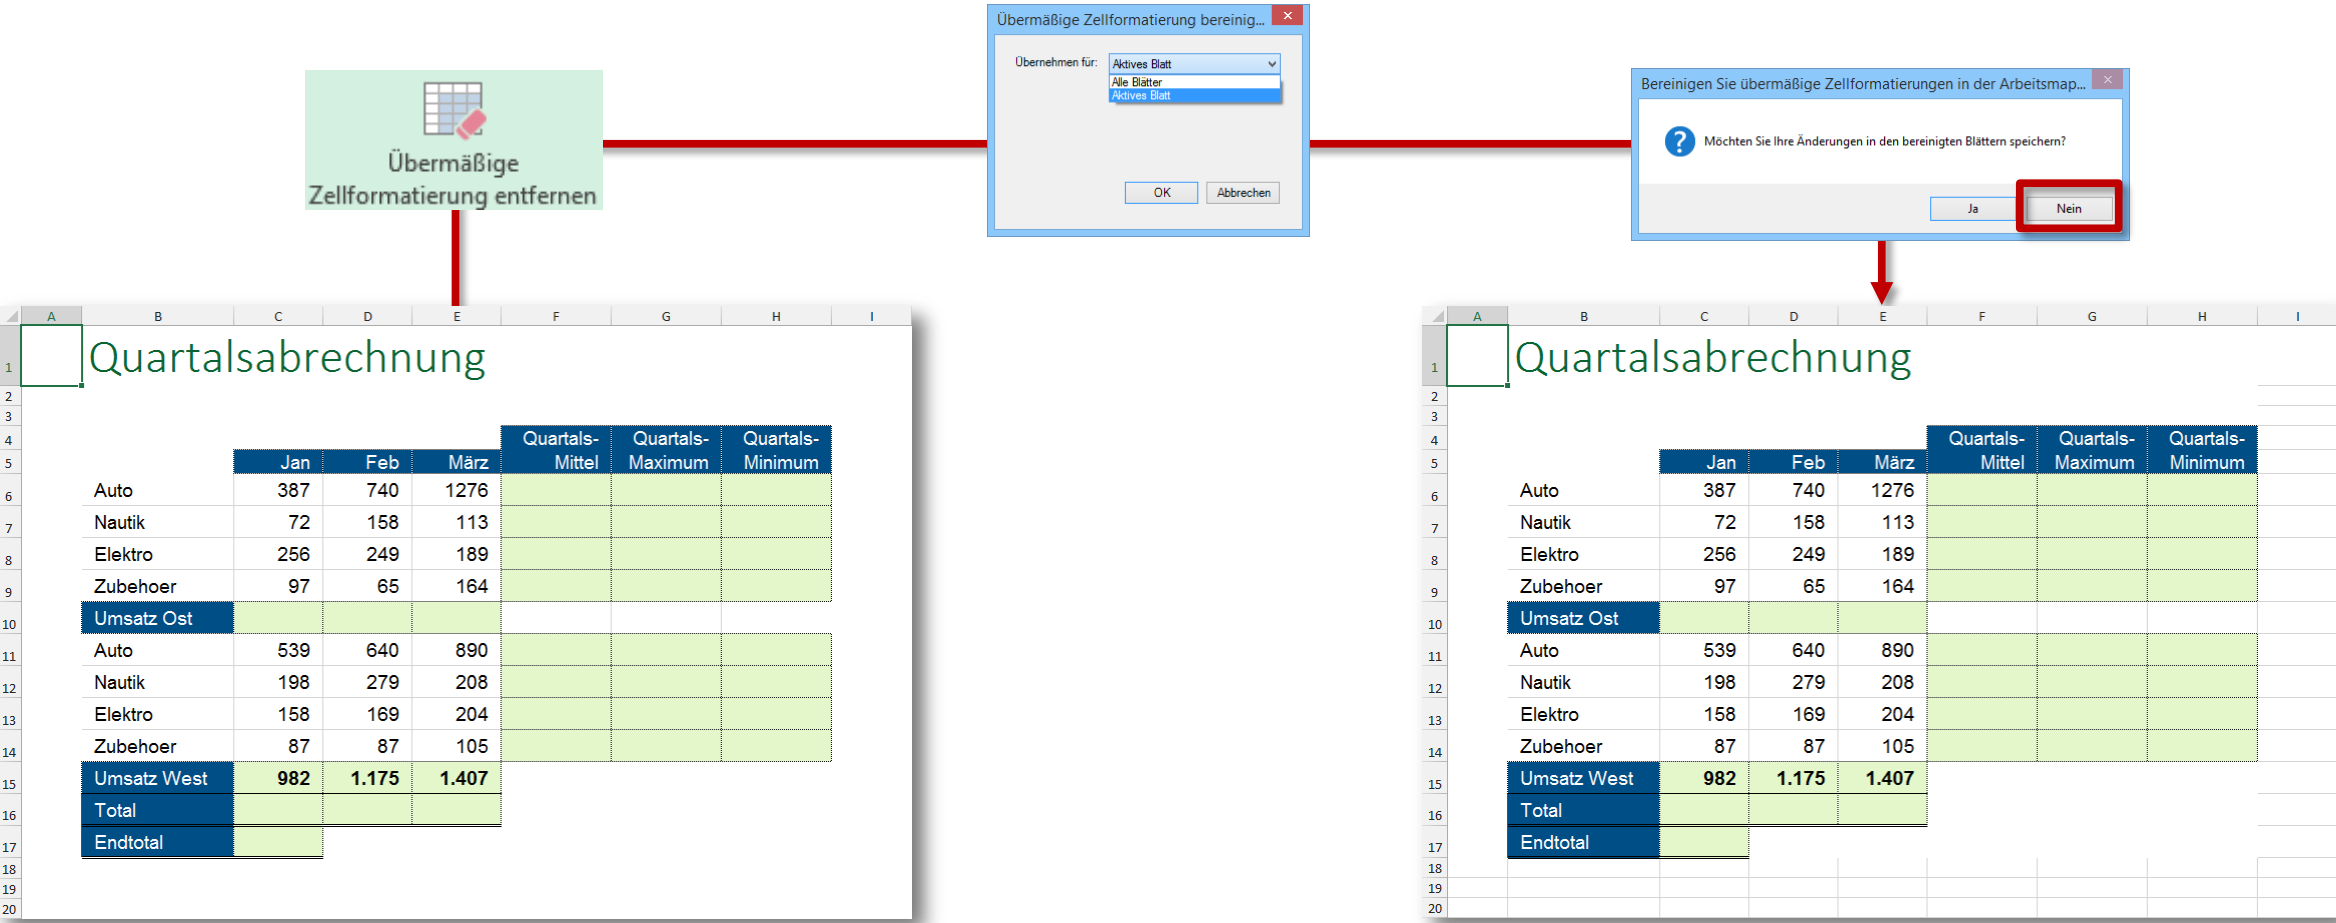 Übermäßige Zellformatierung bereinig...
Übernehmen für: Aktives Blatt
Alle Blätter
Aktives Blatt
OK Abbrechen
Übermäßige
Zellformatierung entfernen
Bereinigen Sie übermäßige Zellformatierungen in der Arbeitsmap...
? Möchten Sie Ihre Änderungen in den bereinigten Blättern speichern?
Ja Nein
A B C D E F G H I
1 Quartalsabrechnung
2
3
4 Quartals- Quartals- Quartals-
5 Jan Feb März Mittel Maximum Minimum
6 Auto 387 740 1276
7 Nautik 72 158 113
8 Elektro 256 249 189
9 Zubehoer 97 65 164
10 Umsatz Ost
11 Auto 539 640 890
12 Nautik 198 279 208
13 Elektro 158 169 204
14 Zubehoer 87 87 105
15 Umsatz West 982 1.175 1.407
16 Total
17 Endtotal
18
19
20
A B C D E F G H I
1 Quartalsabrechnung
2
3
4 Quartals- Quartals- Quartals-
5 Jan Feb März Mittel Maximum Minimum
6 Auto 387 740 1276
7 Nautik 72 158 113
8 Elektro 256 249 189
9 Zubehoer 97 65 164
10 Umsatz Ost
11 Auto 539 640 890
12 Nautik 198 279 208
13 Elektro 158 169 204
14 Zubehoer 87 87 105
15 Umsatz West 982 1.175 1.407
16 Total
17 Endtotal
18
19
20